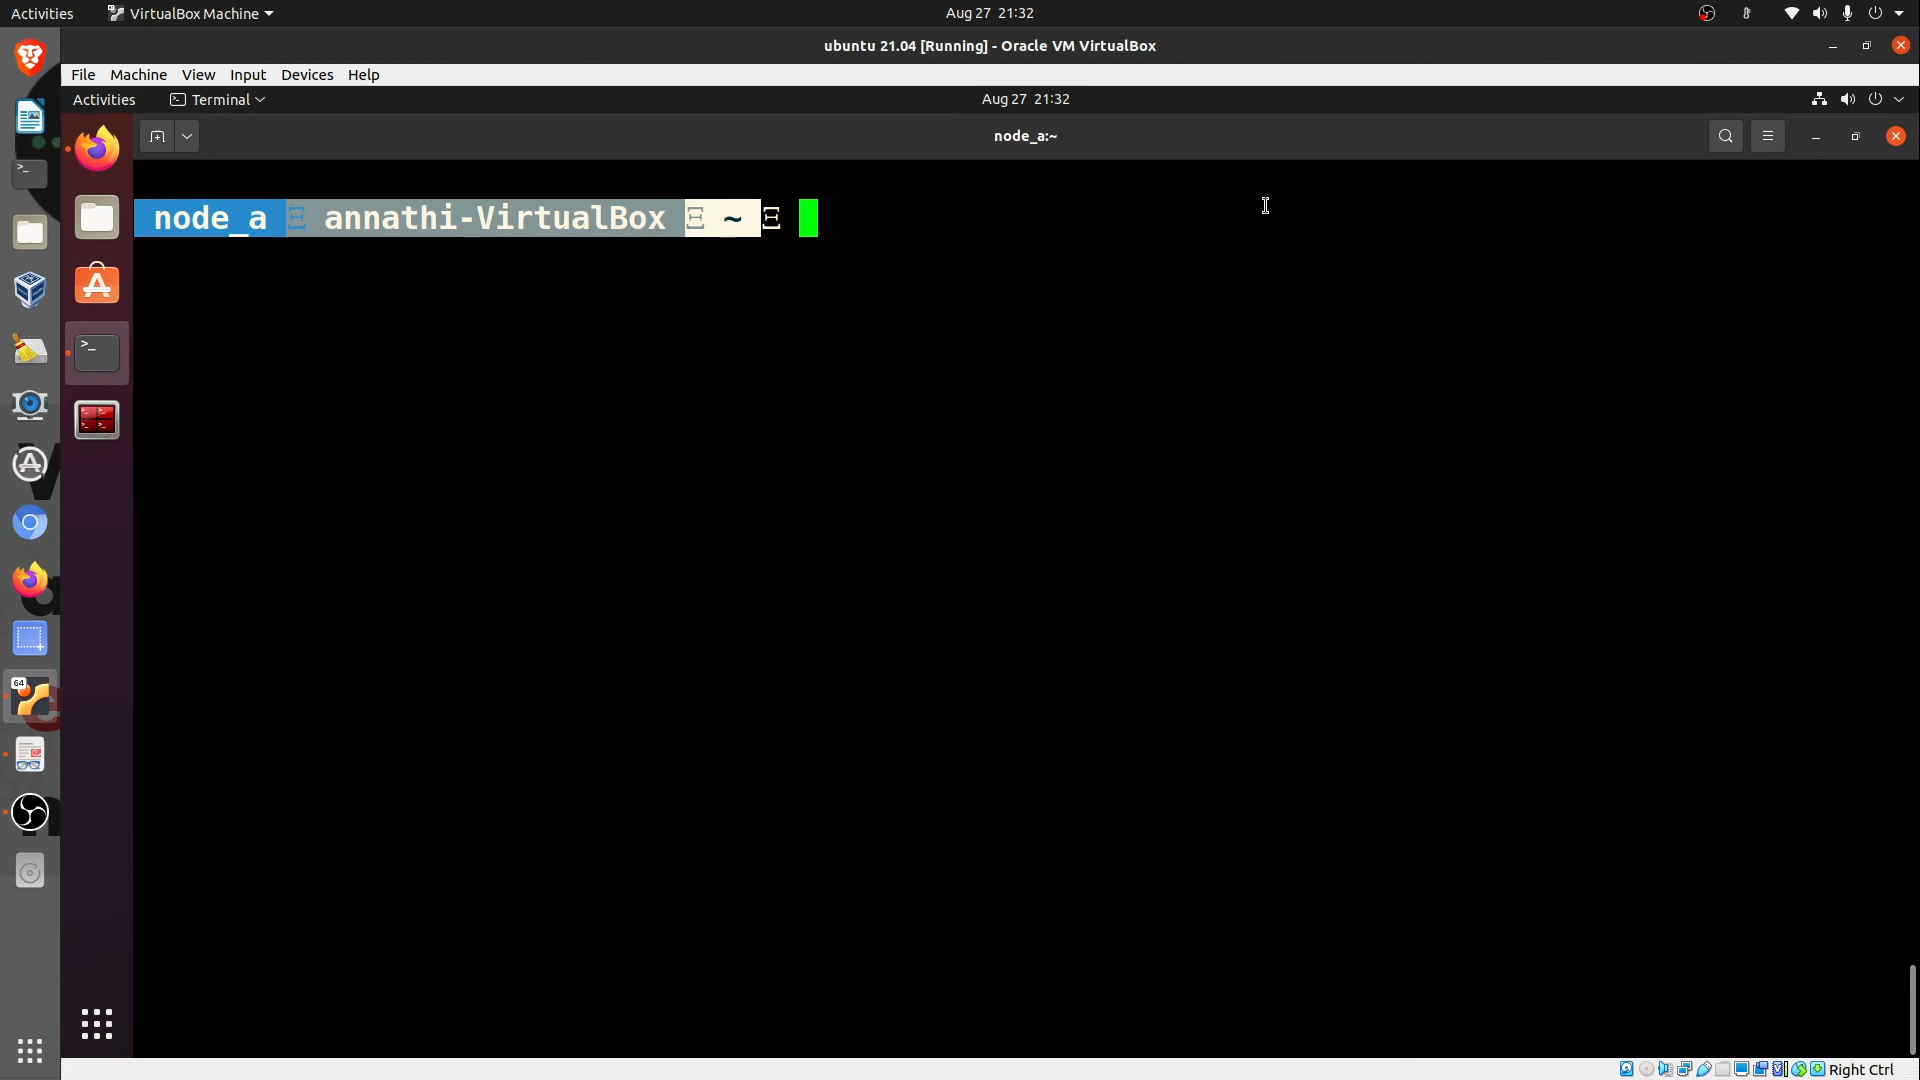 Activities VirtualBox Machine Aug 27 21:32
ubuntu 21.04 [Running] - Oracle VM VirtualBox
File Machine View Input Devices Help
Activities Terminal Aug 27 21:32
node_a:~
node_a annathi-VirtualBox ~
64
Right Ctrl